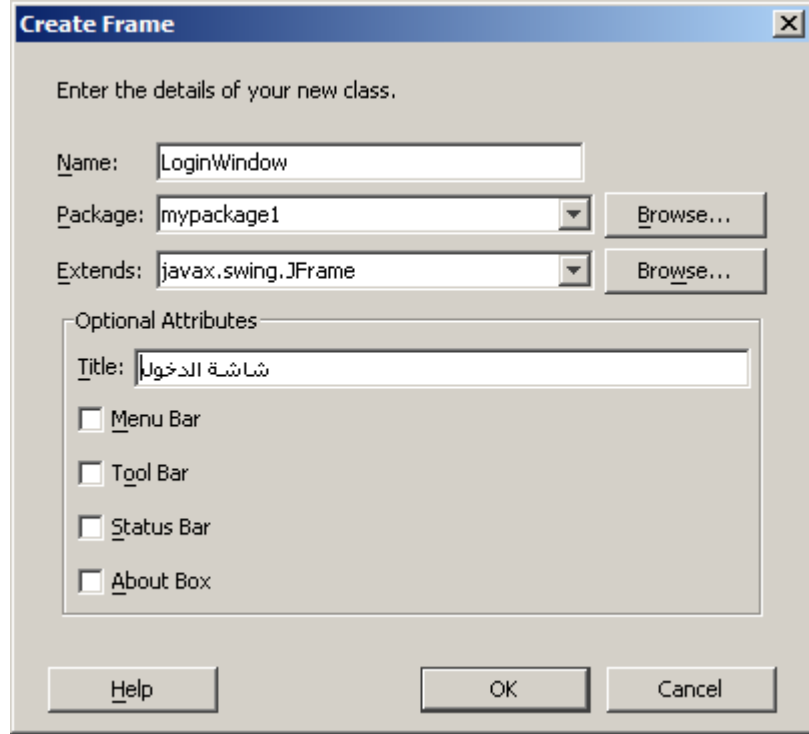 Create Frame
Enter the details of your new class.
Name: LoginWindow
Package: mypackage1 Browse...
Extends: javax.swing.JFrame Browse...
Optional Attributes
Title: شاشة الدخول
Menu Bar
Tool Bar
Status Bar
About Box
Help OK Cancel